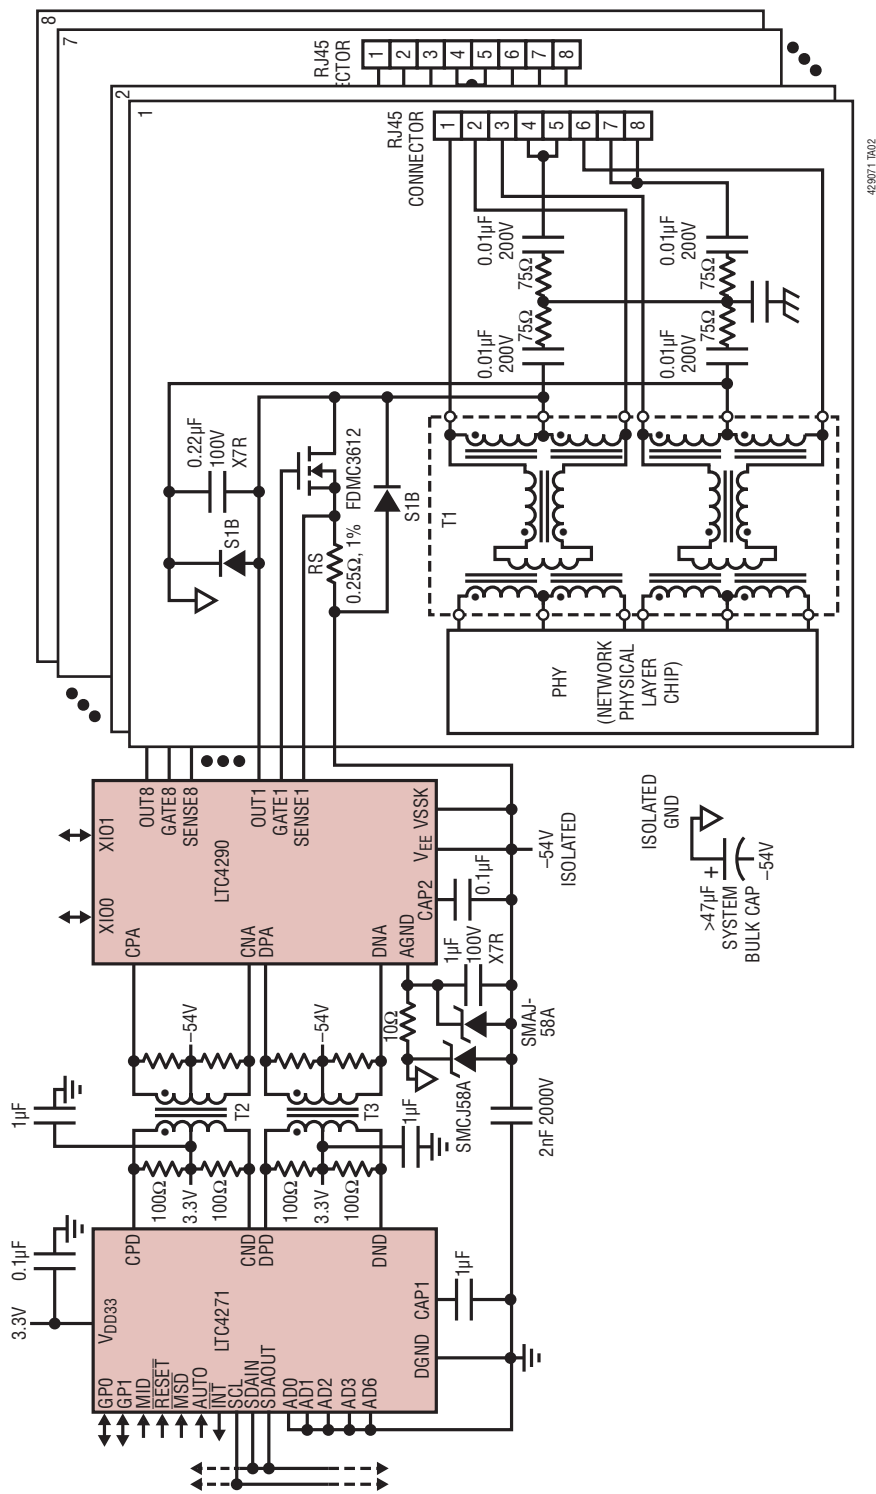 8
7
2
1
RJ45
CTOR
1
2
3
4
5
6
7
8
RJ45
CONNECTOR
1
2
3
4
5
6
7
8
0.01µF
200V
75Ω
0.01µF
200V
75Ω
75Ω
0.01µF
200V
75Ω
0.01µF
200V
0.22µF
100V
X7R
S1B
FDMC3612
RS
0.25Ω, 1%
S1B
T1
PHY
(NETWORK
PHYSICAL
LAYER
CHIP)
XIO1
XIO0
OUT8
GATE8
SENSE8
OUT1
GATE1
SENSE1
LTC4290
VEE
VSSK
CAP2
AGND
CPA
CNA
DPA
DNA
0.1µF
–54V
ISOLATED
1µF
100V
X7R
10Ω
SMAJ-
58A
SMCJ58A
–54V
–54V
T2
T3
1µF
1µF
2nF 2000V
100Ω
3.3V
100Ω
100Ω
3.3V
100Ω
CPD
CND
DPD
DND
LTC4271
VDD33
3.3V
0.1µF
CAP1
DGND
1µF
GP0
GP1
MID
RESET
MSD
AUTO
INT
SCL
SDAIN
SDAOUT
AD0
AD1
AD2
AD3
AD6
ISOLATED
GND
>47µF
SYSTEM
BULK CAP
+
–54V
429071 TA02